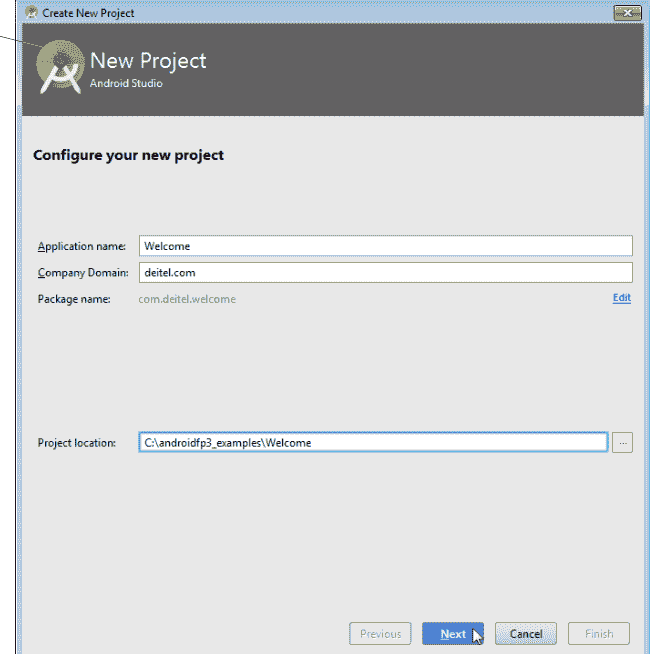 Create New Project
New Project
Android Studio
Configure your new project
Application name: Welcome
Company Domain: deitel.com
Package name: com.deitel.welcome Edit
Project location: C:\androidfp3_examples\Welcome ...
Previous Next Cancel Finish